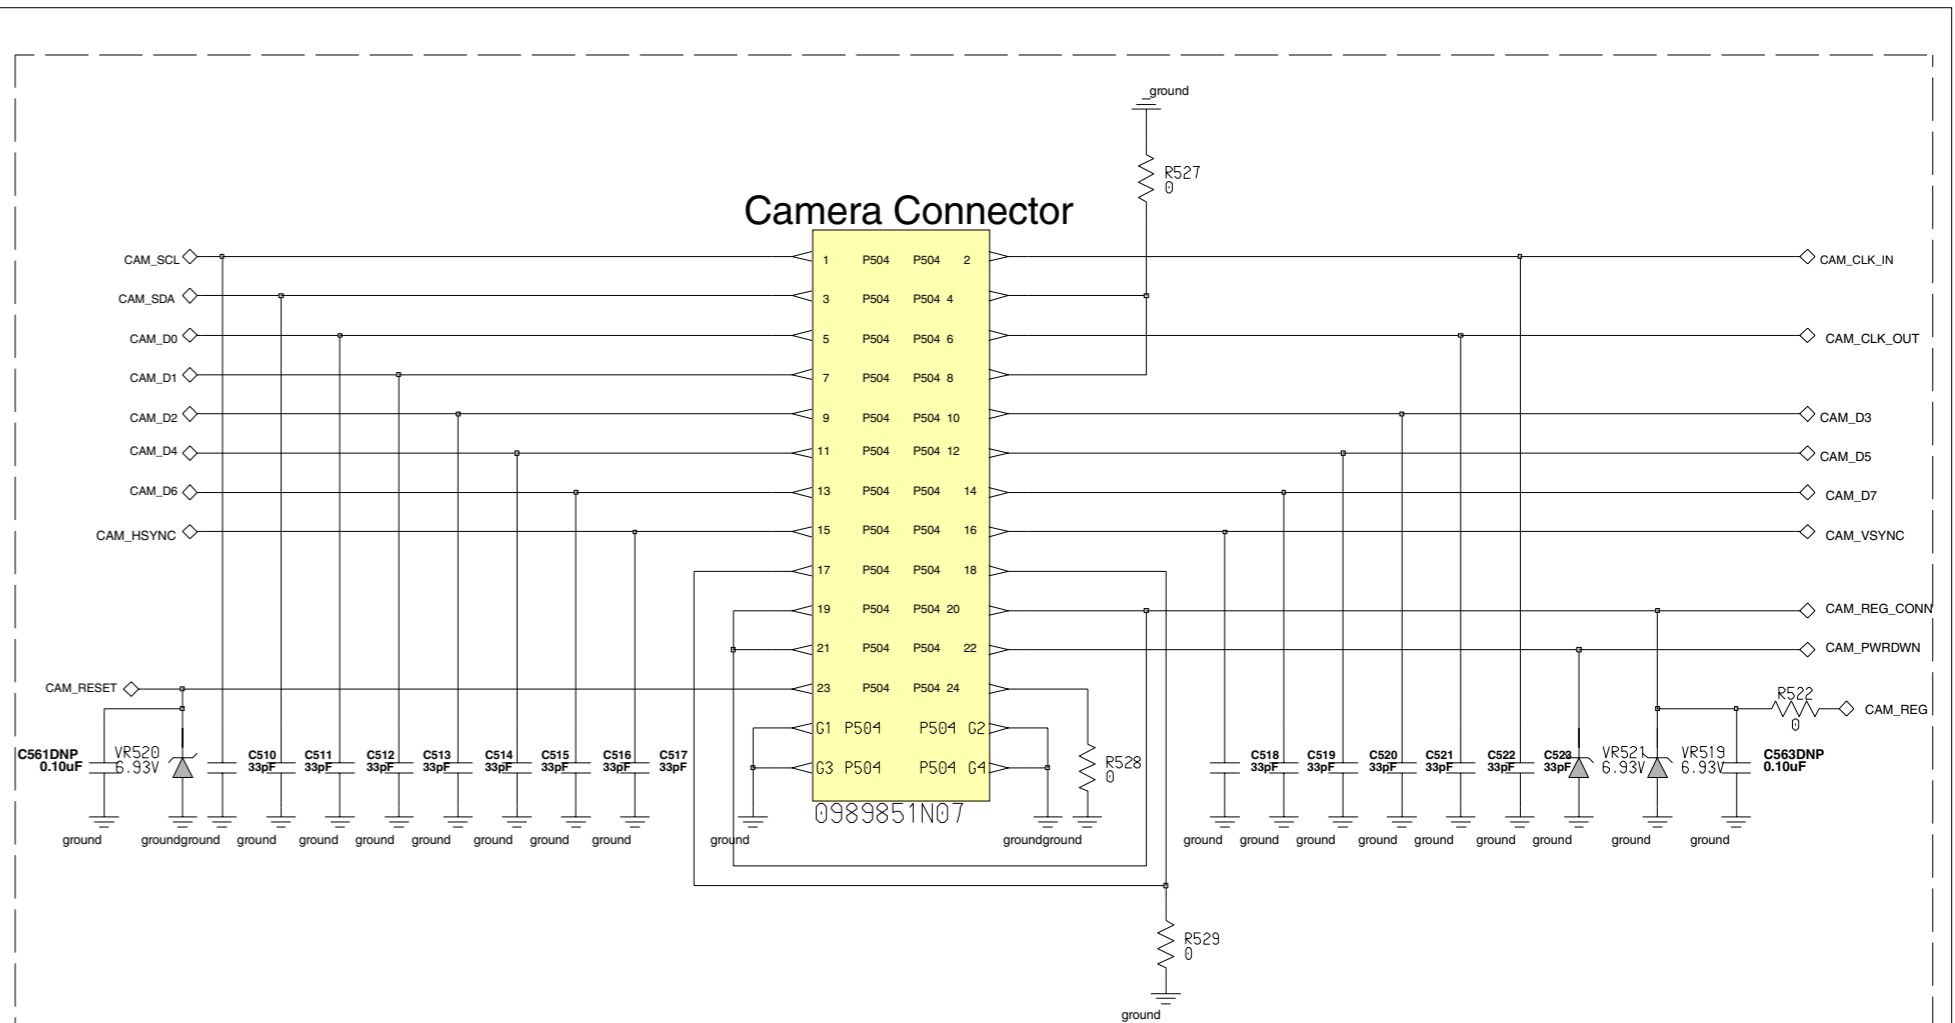 ground
R527
0
Camera Connector
CAM_SCL 1 P504 P504 2 CAM_CLK_IN
CAM_SDA 3 P504 P504 4
CAM_D0 5 P504 P504 6 CAM_CLK_OUT
CAM_D1 7 P504 P504 8
CAM_D2 9 P504 P504 10 CAM_D3
CAM_D4 11 P504 P504 12 CAM_D5
CAM_D6 13 P504 P504 14 CAM_D7
CAM_HSYNC 15 P504 P504 16 CAM_VSYNC
17 P504 P504 18
19 P504 P504 20 CAM_REG_CONN
21 P504 P504 22 CAM_PWRDWN
CAM_RESET 23 P504 P504 24
R522
0
CAM_REG
G1 P504 P504 G2
G3 P504 P504 G4
C561DNP
0.10uF
VR520
6.93V
C510
33pF
C511
33pF
C512
33pF
C513
33pF
C514
33pF
C515
33pF
C516
33pF
C517
33pF
R528
0
C518
33pF
C519
33pF
C520
33pF
C521
33pF
C522
33pF
C523
33pF
VR521
6.93V
VR519
6.93V
C563DNP
0.10uF
0989851N07
ground groundground ground ground ground ground ground ground ground ground groundground ground ground ground ground ground ground ground ground ground
R529
0
ground